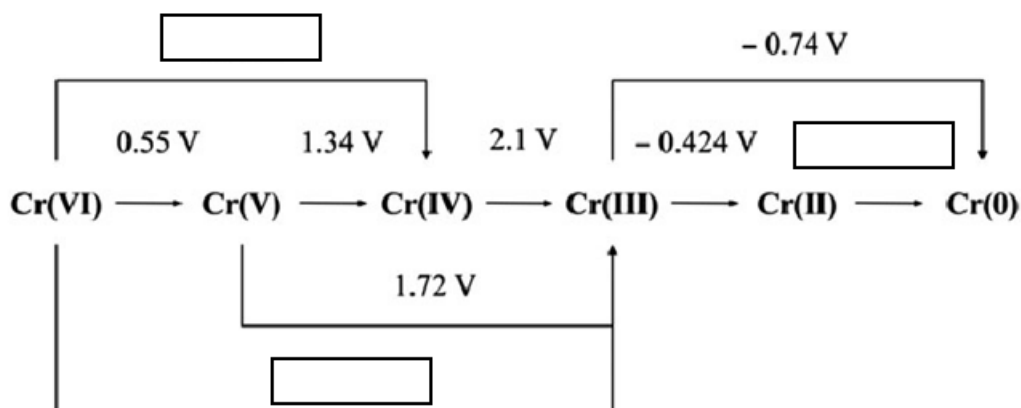 – 0.74 V
0.55 V 1.34 V 2.1 V – 0.424 V
Cr(VI) Cr(V) Cr(IV) Cr(III) Cr(II) Cr(0)
1.72 V